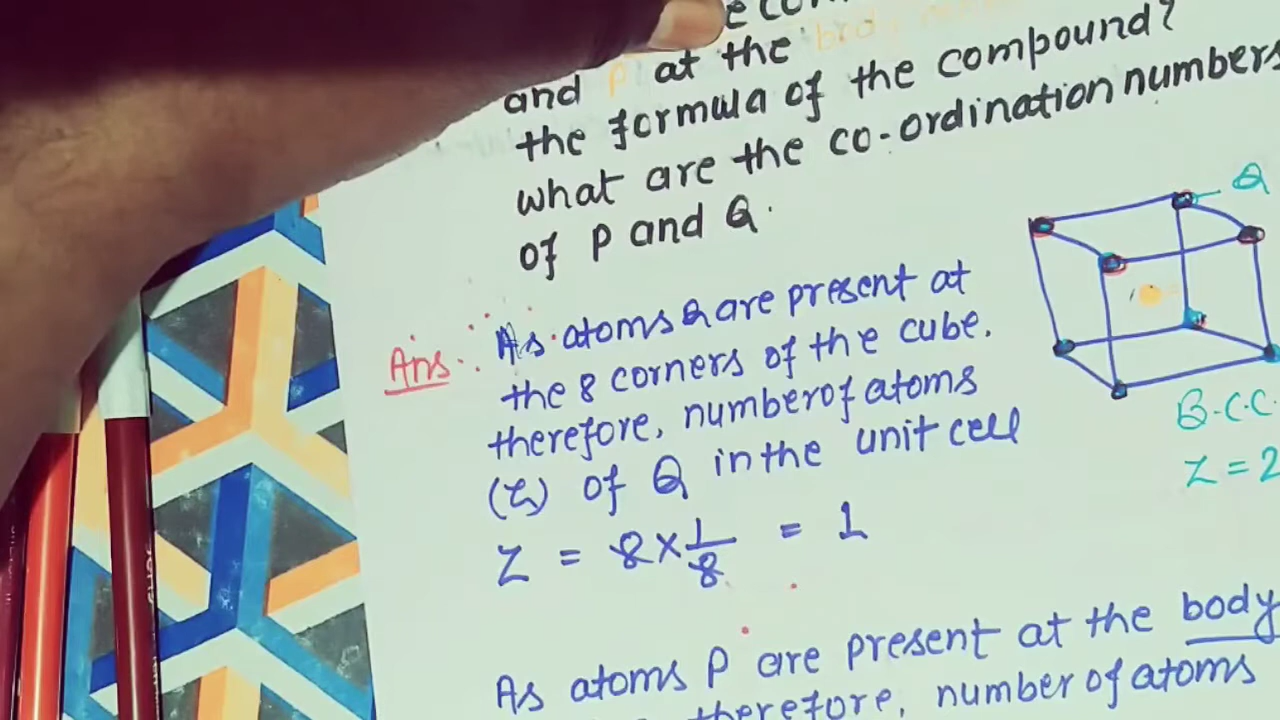 and P at the body
the formula of the compound?
what are the co-ordination numbers
of P and Q.
Q
Ans. As atoms Q are present at
the 8 corners of the cube.
therefore, number of atoms
(Z) of Q in the unit cell
Z = 8 × 1/8 = 1
B.C.C.
Z = 2
As atoms P are present at the body
therefore, number of atoms